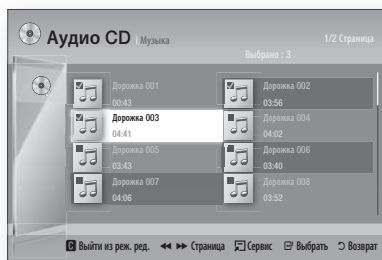 Аудио CD | Музыка
1/2 Страница
Выбрано : 3
Дорожка 001
00:43
Дорожка 002
03:56
Дорожка 003
04:41
Дорожка 004
04:02
Дорожка 005
03:43
Дорожка 006
03:40
Дорожка 007
04:06
Дорожка 008
03:52
C Выйти из реж. ред. ◄◄ ►► Страница Сервис Выбрать Возврат